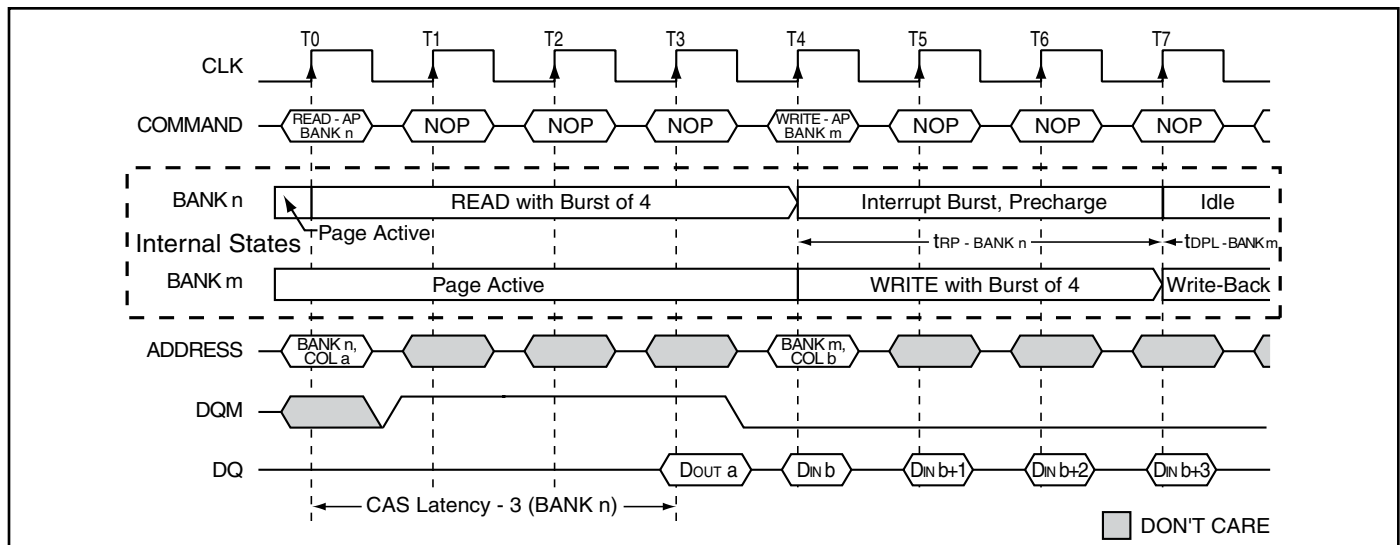 T0 T1 T2 T3 T4 T5 T6 T7
CLK
COMMAND READ - AP BANK n NOP NOP NOP WRITE - AP BANK m NOP NOP NOP
BANK n READ with Burst of 4 Interrupt Burst, Precharge Idle
Internal States Page Active tRP - BANK n tDPL - BANK m
BANK m Page Active WRITE with Burst of 4 Write-Back
ADDRESS BANK n, COL a BANK m, COL b
DQM
DQ DOUT a DIN b DIN b+1 DIN b+2 DIN b+3
CAS Latency - 3 (BANK n)
DON'T CARE